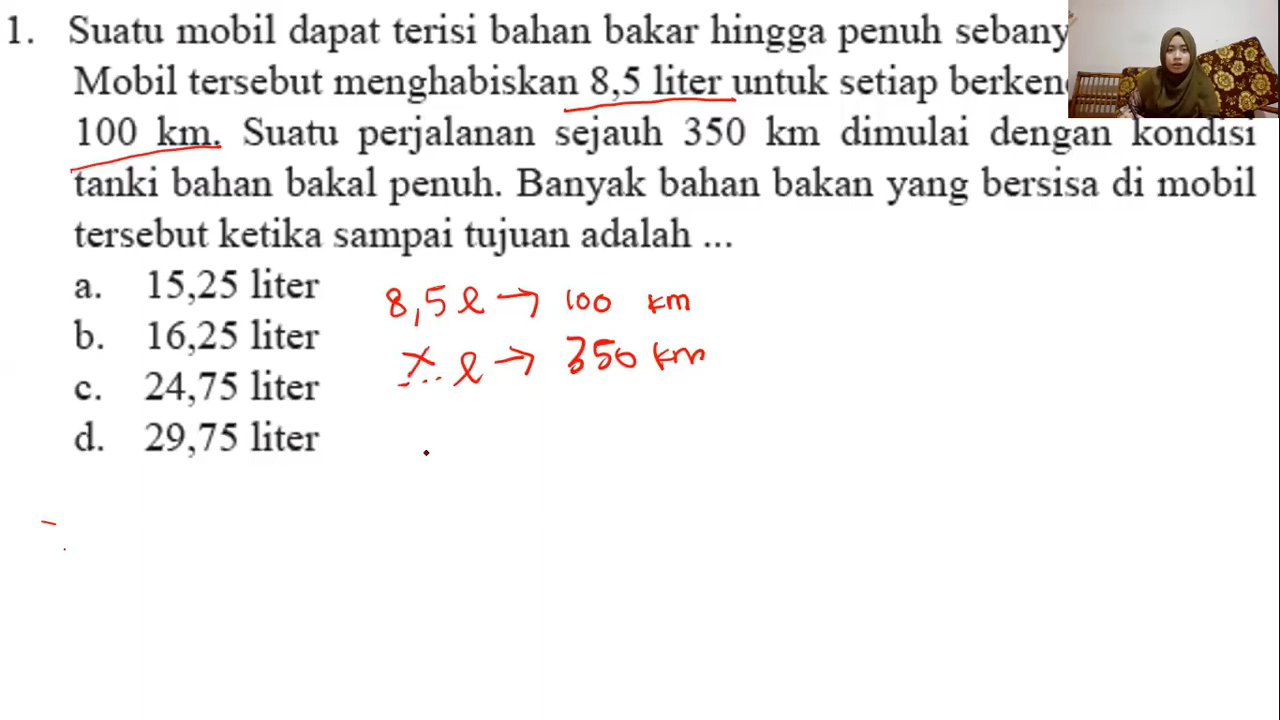 1. Suatu mobil dapat terisi bahan bakar hingga penuh
Mobil tersebut menghabiskan 8,5 liter untuk setiap
100 km. Suatu perjalanan sejauh 350 km dimulai dengan kondisi
tanki bahan bakal penuh. Banyak bahan bakan yang bersisa di mobil
tersebut ketika sampai tujuan adalah ...
a. 15,25 liter
b. 16,25 liter
c. 24,75 liter
d. 29,75 liter
8,5 l → 100 km
x l → 350 km